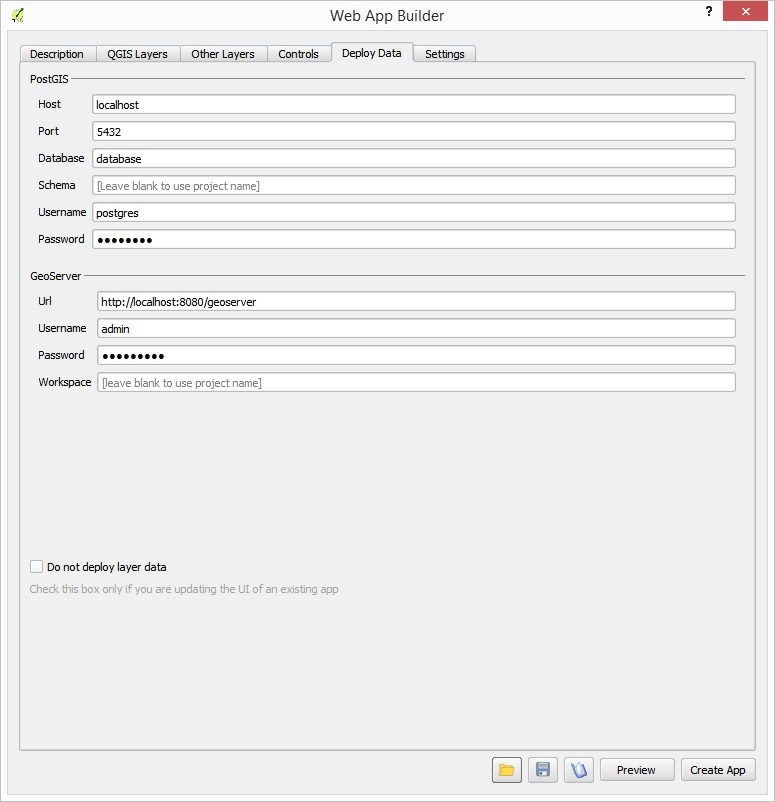 Web App Builder
?
Description QGIS Layers Other Layers Controls Deploy Data Settings
PostGIS
Host localhost
Port 5432
Database database
Schema [Leave blank to use project name]
Username postgres
Password ●●●●●●●●
GeoServer
Url http://localhost:8080/geoserver
Username admin
Password ●●●●●●●●●
Workspace [leave blank to use project name]
Do not deploy layer data
Check this box only if you are updating the UI of an existing app
Preview Create App